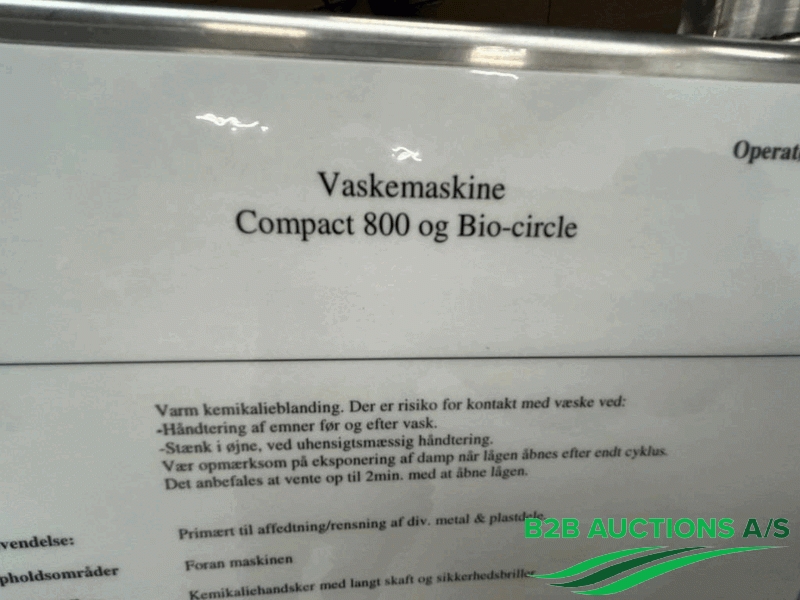 Operat
Vaskemaskine
Compact 800 og Bio-circle
Varm kemikalieblanding. Der er risiko for kontakt med væske ved:
-Håndtering af emner før og efter vask.
-Stænk i øjne, ved uhensigtsmæssig håndtering.
Vær opmærksom på eksponering af damp når lågen åbnes efter endt cyklus.
Det anbefales at vente op til 2min. med at åbne lågen.
vendelse: Primært til affedtning/rensning af div. metal & plastdele.
pholdsområder Foran maskinen
Kemikaliehandsker med langt skaft og sikkerhedsbriller
B2B AUCTIONS A/S